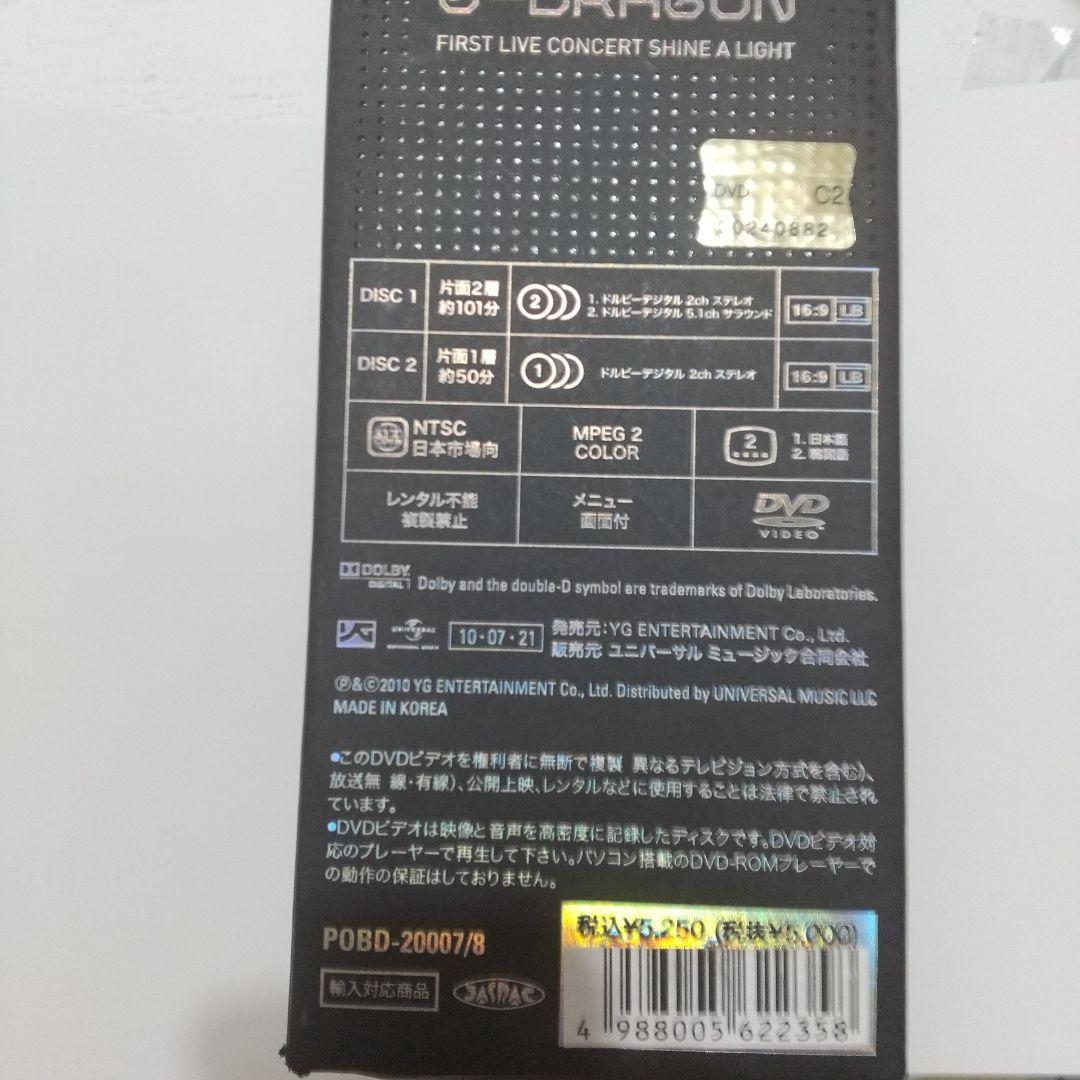 G-DRAGON
FIRST LIVE CONCERT SHINE A LIGHT
DVD C2
0240882
DISC 1
片面2層
約101分
2
1. ドルビーデジタル 2ch ステレオ
2. ドルビーデジタル 5.1ch サラウンド
16:9 LB
DISC 2
片面1層
約50分
1
ドルビーデジタル 2ch ステレオ
16:9 LB
ALL
NTSC
日本市場向
MPEG 2
COLOR
2
1. 日本語
2. 韓国語
レンタル不能
複製禁止
メニュー
画面付
DVD
VIDEO
DOLBY
DIGITAL
Dolby and the double-D symbol are trademarks of Dolby Laboratories.
YG
UNIVERSAL
UNIVERSAL MUSIC
10・07・21
発売元:YG ENTERTAINMENT Co., Ltd.
販売元 ユニバーサル ミュージック合同会社
℗&©2010 YG ENTERTAINMENT Co., Ltd. Distributed by UNIVERSAL MUSIC LLC
MADE IN KOREA
●このDVDビデオを権利者に無断で複製 異なるテレビジョン方式を含む)、
放送無 線・有線)、公開上映、レンタルなどに使用することは法律で禁止され
ています。
●DVDビデオは映像と音声を高密度に記録したディスクです。DVDビデオ対
応のプレーヤーで再生して下さい。パソコン搭載のDVD-ROMプレーヤーで
の動作の保証はしておりません。
POBD-20007/8
税込¥5,250 (税抜¥5,000)
輸入対応商品
JASRAC
4 988005 622358